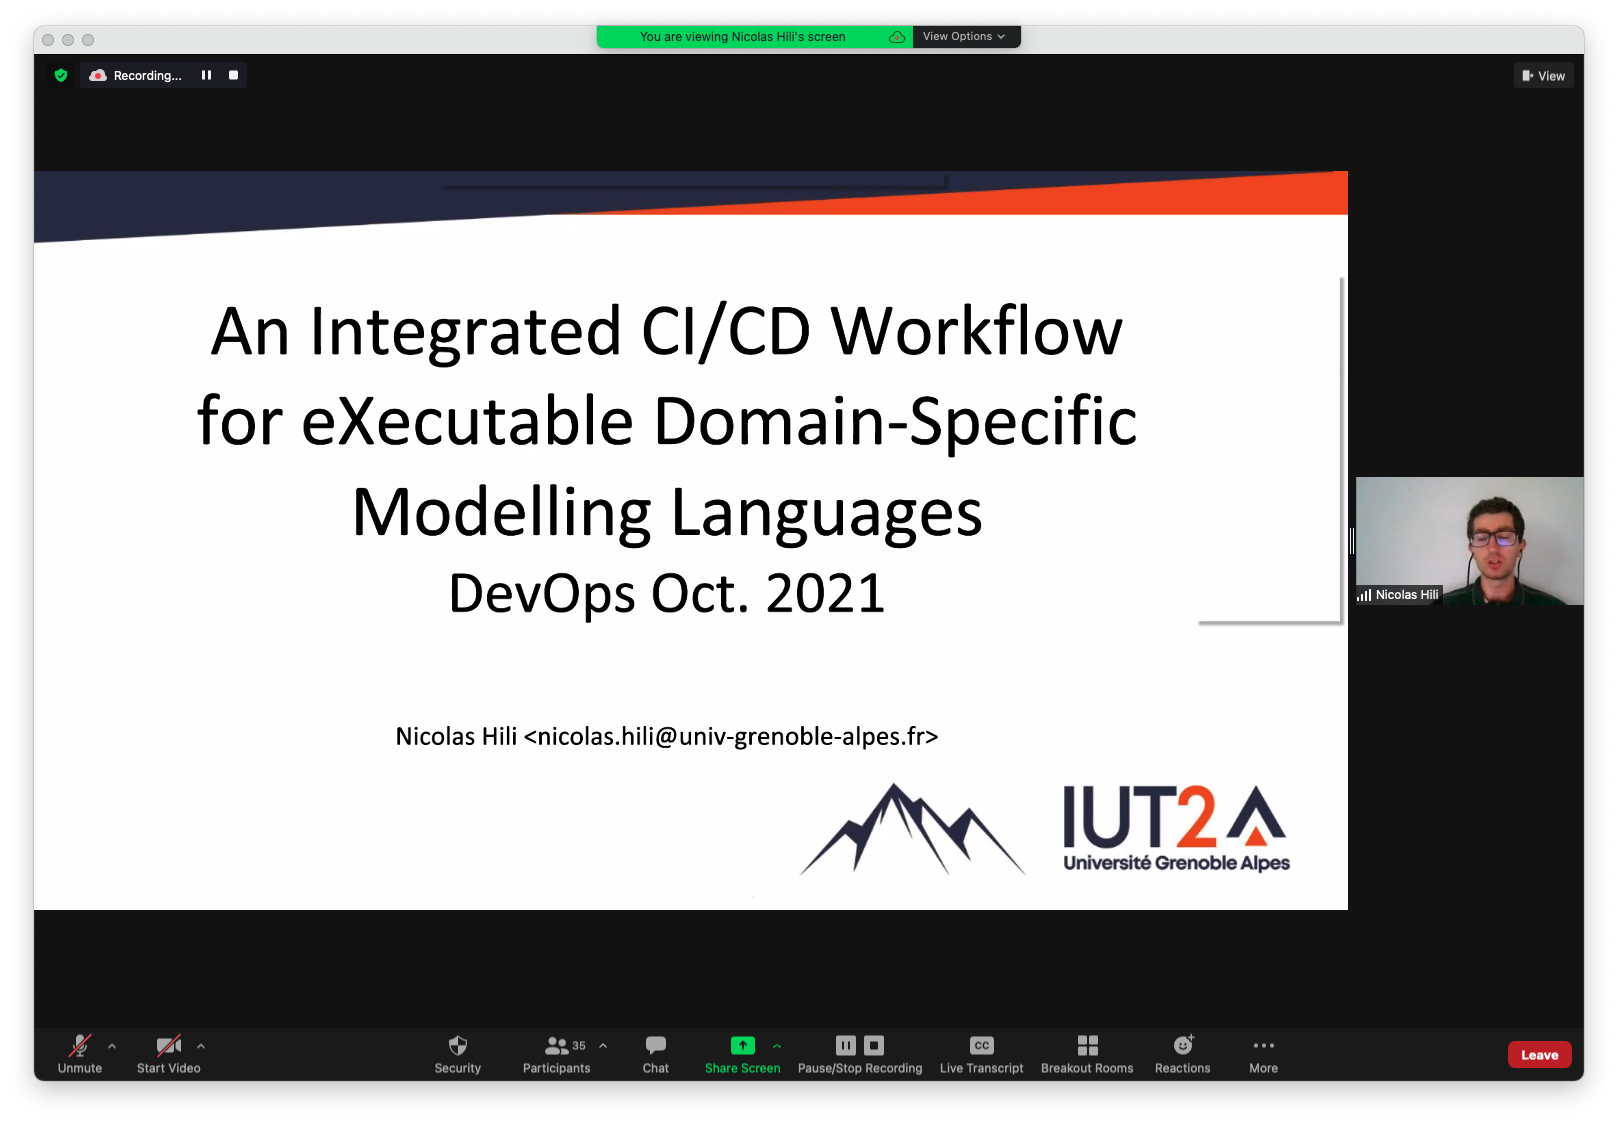 You are viewing Nicolas Hili's screen
View Options
Recording...
View
An Integrated CI/CD Workflow
for eXecutable Domain-Specific
Modelling Languages
DevOps Oct. 2021
Nicolas Hili
Nicolas Hili <nicolas.hili@univ-grenoble-alpes.fr>
IUT2
Université Grenoble Alpes
Unmute
Start Video
Security
35
Participants
Chat
Share Screen
Pause/Stop Recording
CC
Live Transcript
Breakout Rooms
Reactions
More
Leave